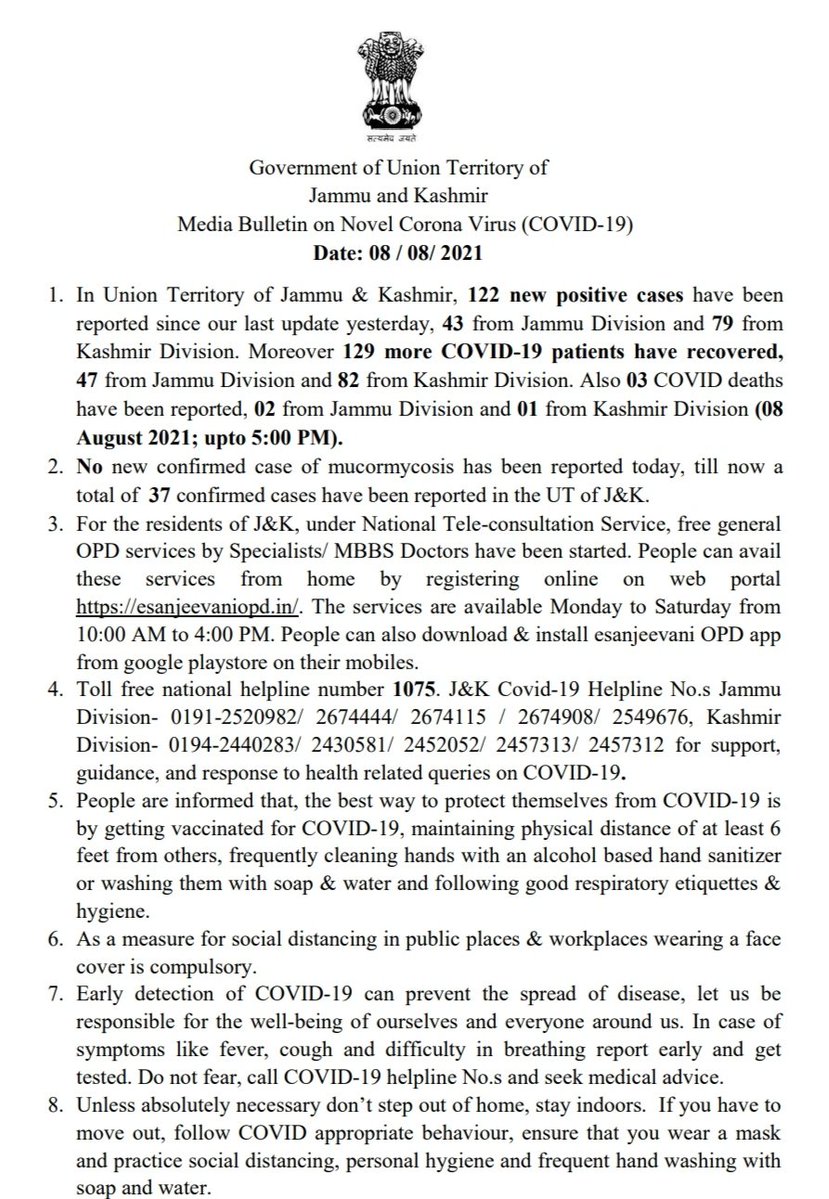 सत्यमेव जयते
Government of Union Territory of
Jammu and Kashmir
Media Bulletin on Novel Corona Virus (COVID-19)
Date: 08 / 08/ 2021
1. In Union Territory of Jammu & Kashmir, 122 new positive cases have been
reported since our last update yesterday, 43 from Jammu Division and 79 from
Kashmir Division. Moreover 129 more COVID-19 patients have recovered,
47 from Jammu Division and 82 from Kashmir Division. Also 03 COVID deaths
have been reported, 02 from Jammu Division and 01 from Kashmir Division (08
August 2021; upto 5:00 PM).
2. No new confirmed case of mucormycosis has been reported today, till now a
total of 37 confirmed cases have been reported in the UT of J&K.
3. For the residents of J&K, under National Tele-consultation Service, free general
OPD services by Specialists/ MBBS Doctors have been started. People can avail
these services from home by registering online on web portal
https://esanjeevaniopd.in/. The services are available Monday to Saturday from
10:00 AM to 4:00 PM. People can also download & install esanjeevani OPD app
from google playstore on their mobiles.
4. Toll free national helpline number 1075. J&K Covid-19 Helpline No.s Jammu
Division- 0191-2520982/ 2674444/ 2674115 / 2674908/ 2549676, Kashmir
Division- 0194-2440283/ 2430581/ 2452052/ 2457313/ 2457312 for support,
guidance, and response to health related queries on COVID-19.
5. People are informed that, the best way to protect themselves from COVID-19 is
by getting vaccinated for COVID-19, maintaining physical distance of at least 6
feet from others, frequently cleaning hands with an alcohol based hand sanitizer
or washing them with soap & water and following good respiratory etiquettes &
hygiene.
6. As a measure for social distancing in public places & workplaces wearing a face
cover is compulsory.
7. Early detection of COVID-19 can prevent the spread of disease, let us be
responsible for the well-being of ourselves and everyone around us. In case of
symptoms like fever, cough and difficulty in breathing report early and get
tested. Do not fear, call COVID-19 helpline No.s and seek medical advice.
8. Unless absolutely necessary don’t step out of home, stay indoors. If you have to
move out, follow COVID appropriate behaviour, ensure that you wear a mask
and practice social distancing, personal hygiene and frequent hand washing with
soap and water.